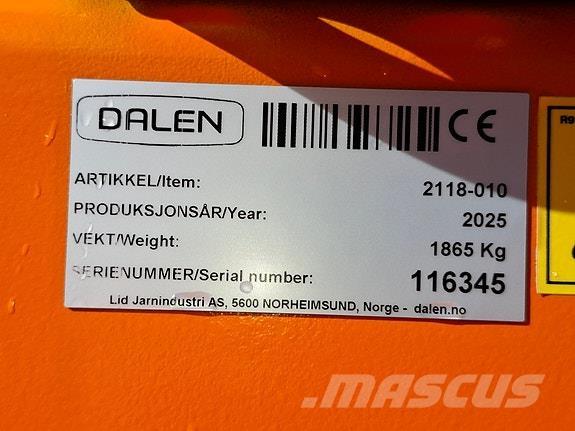 DALEN CE
ARTIKKEL/Item: 2118-010
PRODUKSJONSÅR/Year: 2025
VEKT/Weight: 1865 Kg
SERIENUMMER/Serial number: 116345
Lid Jarnindustri AS, 5600 NORHEIMSUND, Norge - dalen.no
MASCUS